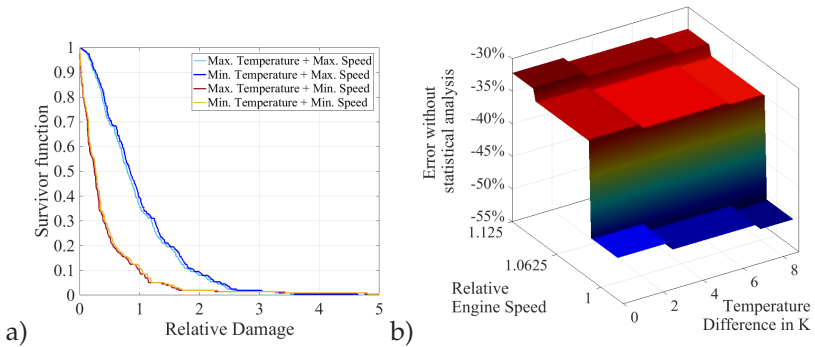 a)
Survivor function
1
0.9
0.8
0.7
0.6
0.5
0.4
0.3
0.2
0.1
0
0 1 2 3 4 5
Relative Damage
Max. Temperature + Max. Speed
Min. Temperature + Max. Speed
Max. Temperature + Min. Speed
Min. Temperature + Min. Speed
b)
Error without
statistical analysis
-30%
-35%
-40%
-45%
-50%
-55%
1.125
1.0625
1
Relative
Engine Speed
0 2 4 6 8
Temperature
Difference in K